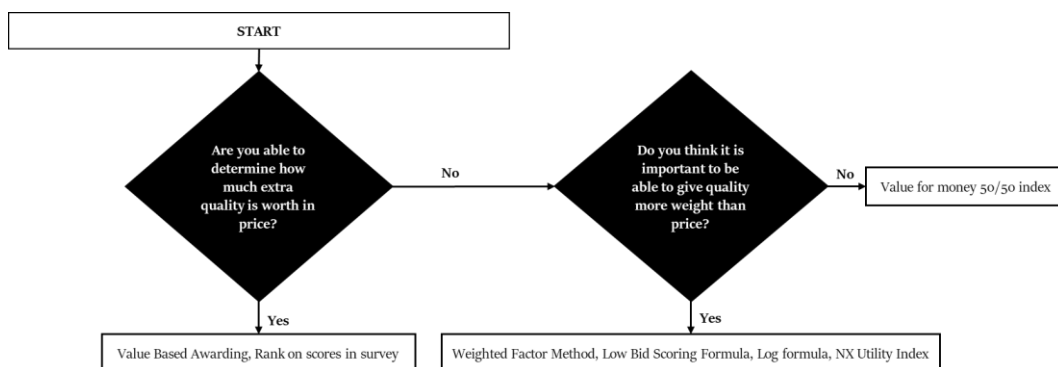 START
Are you able to
determine how
much extra
quality is worth in
price?
No
Do you think it is
important to be
able to give quality
more weight than
price?
No
Value for money 50/50 index
Yes
Value Based Awarding, Rank on scores in survey
Yes
Weighted Factor Method, Low Bid Scoring Formula, Log formula, NX Utility Index